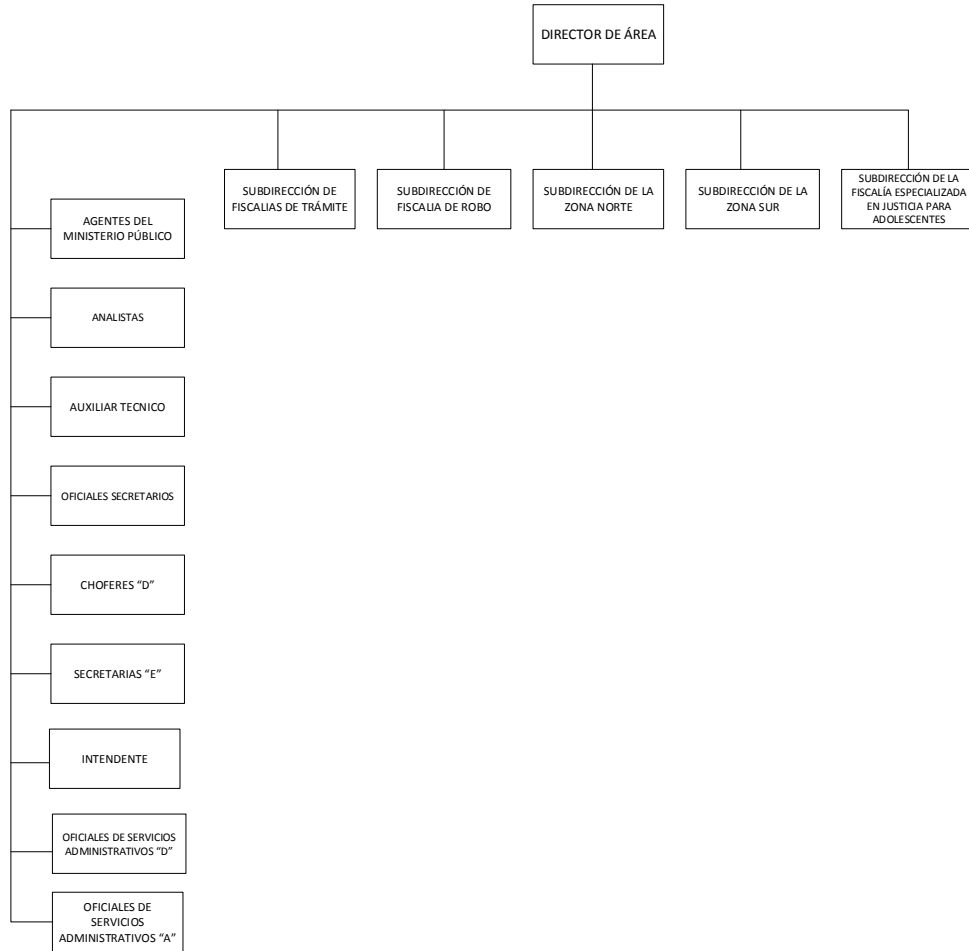 DIRECTOR DE ÁREA
SUBDIRECCIÓN DE
FISCALIAS DE TRÁMITE
SUBDIRECCIÓN DE
FISCALIA DE ROBO
SUBDIRECCIÓN DE LA
ZONA NORTE
SUBDIRECCIÓN DE LA
ZONA SUR
SUBDIRECCIÓN DE LA
FISCALÍA ESPECIALIZADA
EN JUSTICIA PARA
ADOLESCENTES
AGENTES DEL
MINISTERIO PÚBLICO
ANALISTAS
AUXILIAR TECNICO
OFICIALES SECRETARIOS
CHOFERES “D”
SECRETARIAS “E”
INTENDENTE
OFICIALES DE SERVICIOS
ADMINISTRATIVOS “D”
OFICIALES DE
SERVICIOS
ADMINISTRATIVOS “A”